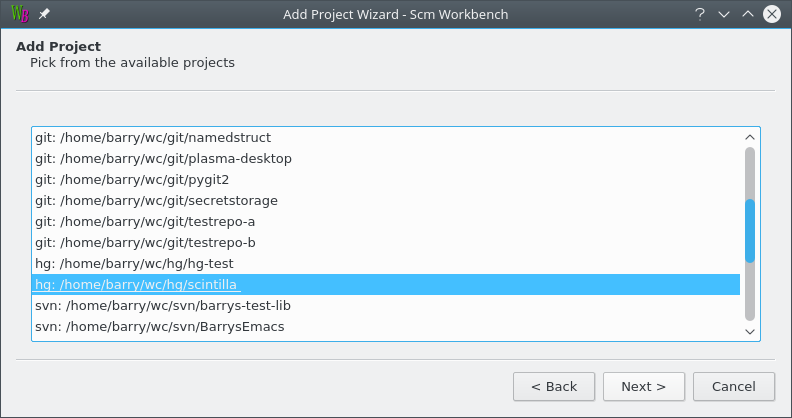 WB
Add Project Wizard - Scm Workbench
?
Add Project
Pick from the available projects
git: /home/barry/wc/git/namedstruct
git: /home/barry/wc/git/plasma-desktop
git: /home/barry/wc/git/pygit2
git: /home/barry/wc/git/secretstorage
git: /home/barry/wc/git/testrepo-a
git: /home/barry/wc/git/testrepo-b
hg: /home/barry/wc/hg/hg-test
hg: /home/barry/wc/hg/scintilla
svn: /home/barry/wc/svn/barrys-test-lib
svn: /home/barry/wc/svn/BarrysEmacs
< Back
Next >
Cancel